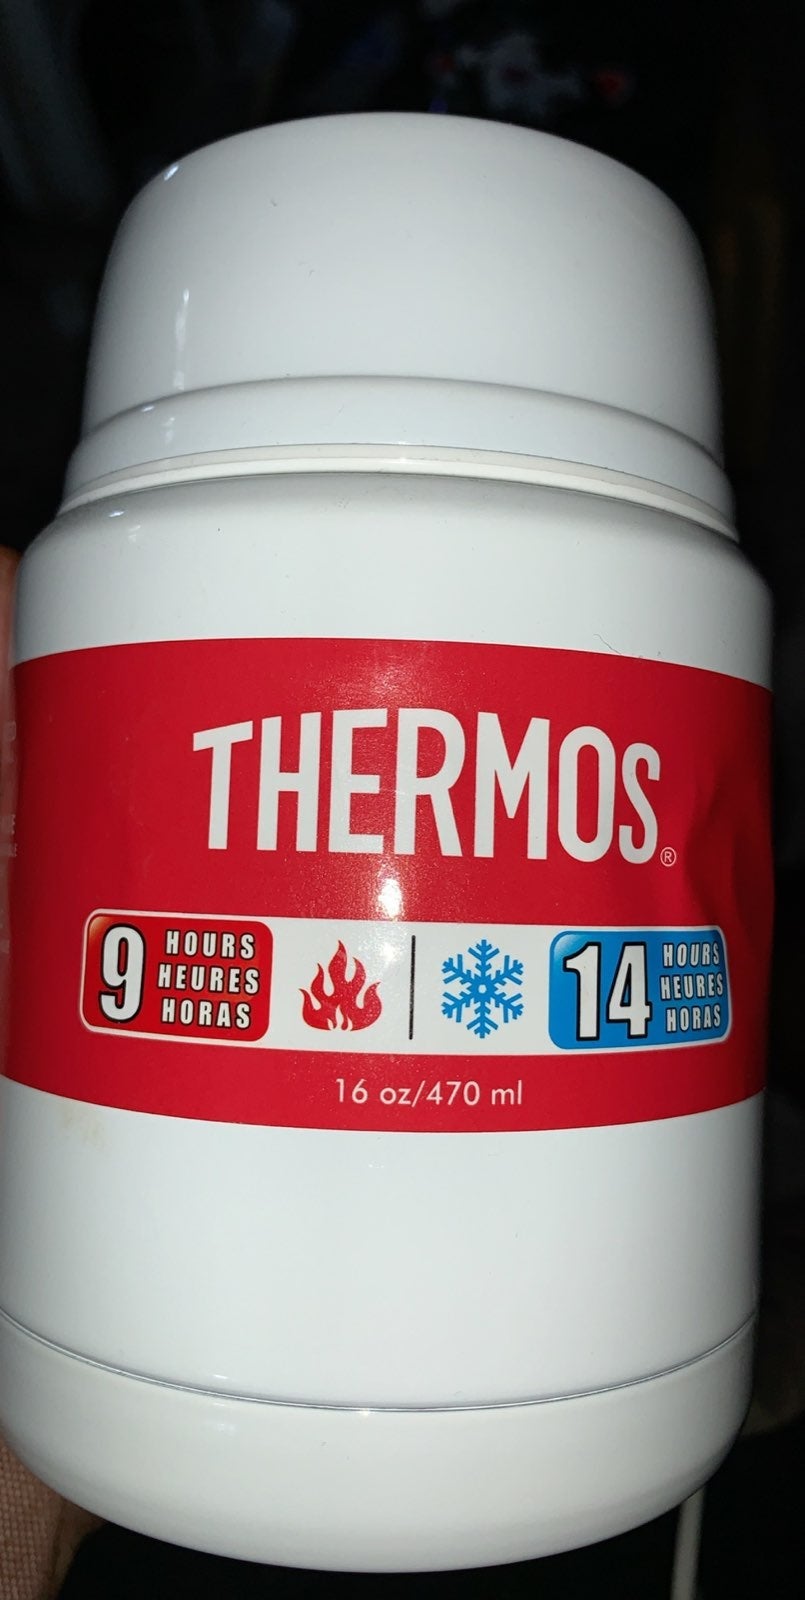 THERMOS®
9 HOURS
HEURES
HORAS
14 HOURS
HEURES
HORAS
16 oz/470 ml